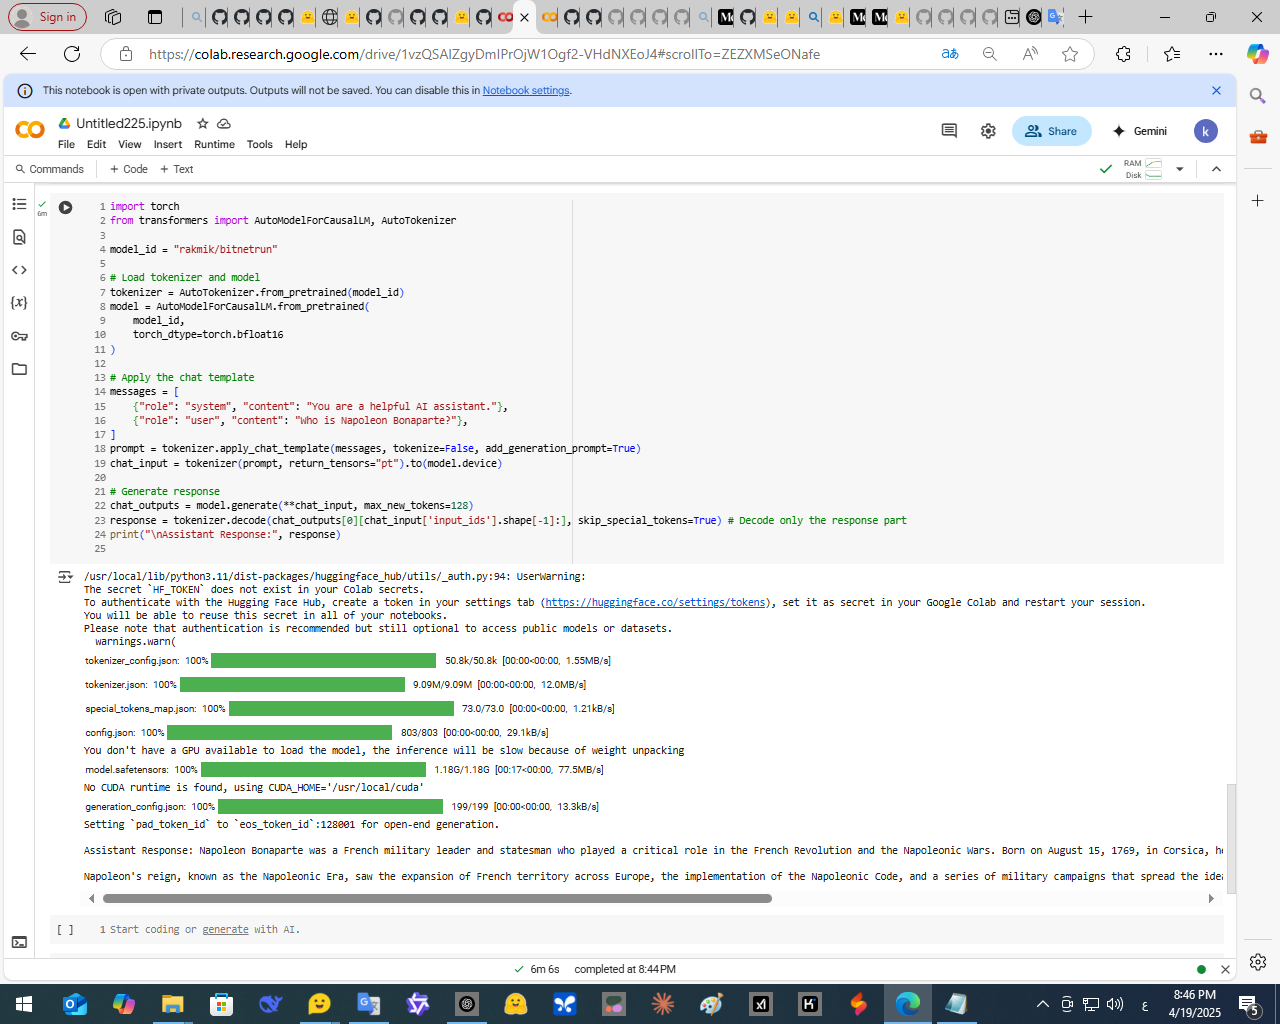 Sign in
https://colab.research.google.com/drive/1vzQSAIZgyDmIPrOjW1Ogf2-VHdNXEoJ4#scrollTo=ZEZXMSeONafe
This notebook is open with private outputs. Outputs will not be saved. You can disable this in Notebook settings.
Untitled225.ipynb
File Edit View Insert Runtime Tools Help
Share
Gemini
k
Commands + Code + Text
RAM
Disk
6m
1 import torch
2 from transformers import AutoModelForCausalLM, AutoTokenizer
3
4 model_id = "rakmik/bitnetrun"
5
6 # Load tokenizer and model
7 tokenizer = AutoTokenizer.from_pretrained(model_id)
8 model = AutoModelForCausalLM.from_pretrained(
9     model_id,
10     torch_dtype=torch.bfloat16
11 )
12
13 # Apply the chat template
14 messages = [
15     {"role": "system", "content": "You are a helpful AI assistant."},
16     {"role": "user", "content": "Who is Napoleon Bonaparte?"},
17 ]
18 prompt = tokenizer.apply_chat_template(messages, tokenize=False, add_generation_prompt=True)
19 chat_input = tokenizer(prompt, return_tensors="pt").to(model.device)
20
21 # Generate response
22 chat_outputs = model.generate(**chat_input, max_new_tokens=128)
23 response = tokenizer.decode(chat_outputs[0][chat_input['input_ids'].shape[-1]:], skip_special_tokens=True) # Decode only the response part
24 print("\nAssistant Response:", response)
25
/usr/local/lib/python3.11/dist-packages/huggingface_hub/utils/_auth.py:94: UserWarning:
The secret `HF_TOKEN` does not exist in your Colab secrets.
To authenticate with the Hugging Face Hub, create a token in your settings tab (https://huggingface.co/settings/tokens), set it as secret in your Google Colab and restart your session.
You will be able to reuse this secret in all of your notebooks.
Please note that authentication is recommended but still optional to access public models or datasets.
warnings.warn(
tokenizer_config.json: 100% 50.8k/50.8k [00:00<00:00, 1.55MB/s]
tokenizer.json: 100% 9.09M/9.09M [00:00<00:00, 12.0MB/s]
special_tokens_map.json: 100% 73.0/73.0 [00:00<00:00, 1.21kB/s]
config.json: 100% 803/803 [00:00<00:00, 29.1kB/s]
You don't have a GPU available to load the model, the inference will be slow because of weight unpacking
model.safetensors: 100% 1.18G/1.18G [00:17<00:00, 77.5MB/s]
No CUDA runtime is found, using CUDA_HOME='/usr/local/cuda'
generation_config.json: 100% 199/199 [00:00<00:00, 13.3kB/s]
Setting `pad_token_id` to `eos_token_id`:128001 for open-end generation.
Assistant Response: Napoleon Bonaparte was a French military leader and statesman who played a critical role in the French Revolution and the Napoleonic Wars. Born on August 15, 1769, in Corsica, he
Napoleon's reign, known as the Napoleonic Era, saw the expansion of French territory across Europe, the implementation of the Napoleonic Code, and a series of military campaigns that spread the idea
[ ] 1 Start coding or generate with AI.
6m 6s completed at 8:44 PM
8:46 PM
4/19/2025
ع
5